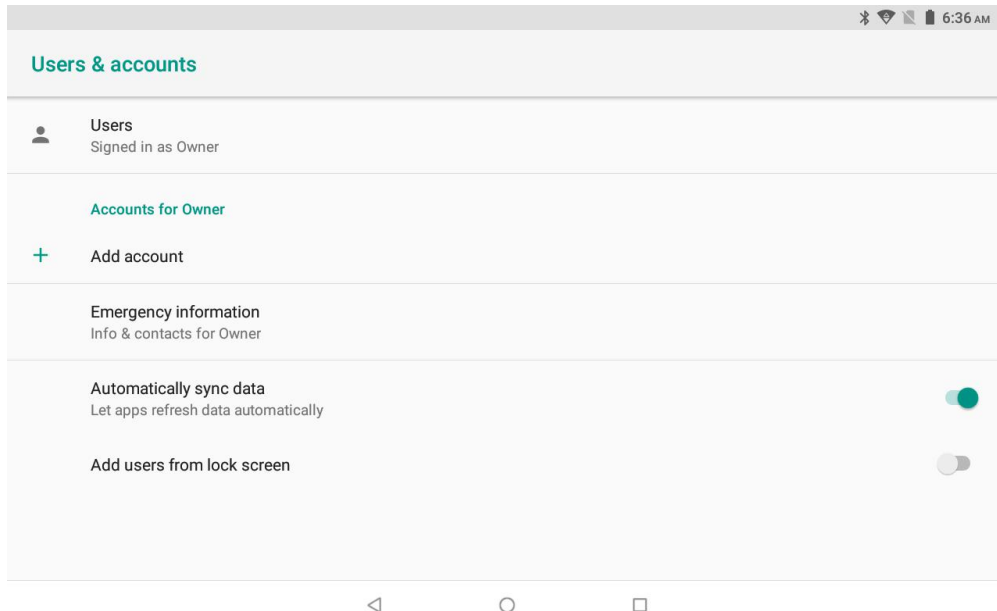 6:36 AM
Users & accounts
Users
Signed in as Owner
Accounts for Owner
Add account
Emergency information
Info & contacts for Owner
Automatically sync data
Let apps refresh data automatically
Add users from lock screen